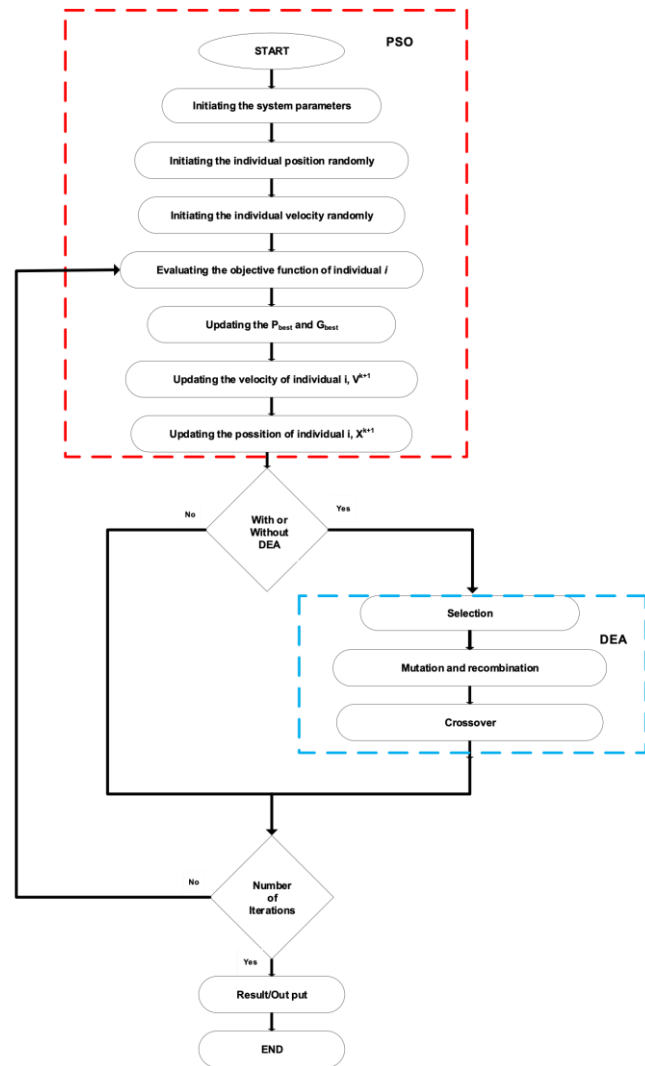 PSO
START
Initiating the system parameters
Initiating the individual position randomly
Initiating the individual velocity randomly
Evaluating the objective function of individual i
Updating the Pbest and Gbest
Updating the velocity of individual i, Vk+1
Updating the possition of individual i, Xk+1
No
With or
Without
DEA
Yes
Selection
DEA
Mutation and recombination
Crossover
No
Number
of
Iterations
Yes
Result/Out put
END